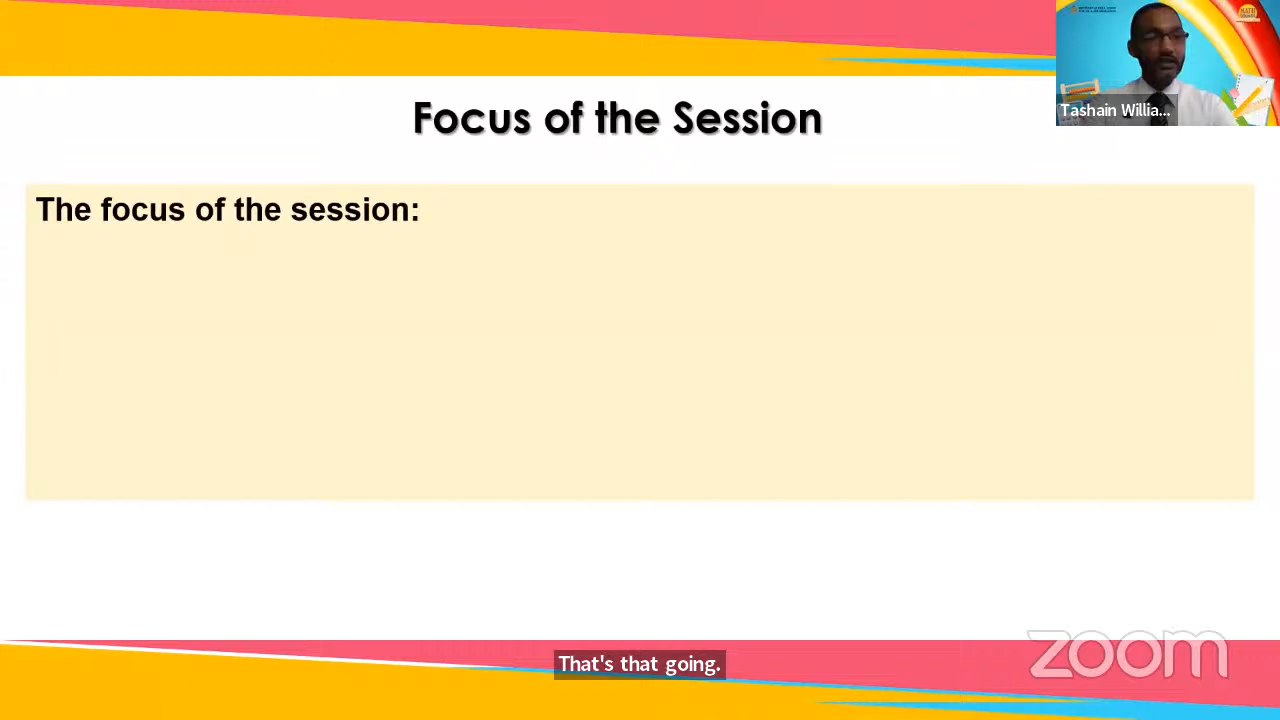 Focus of the Session
Tashain Willia...
The focus of the session:
zoom
That's that going.